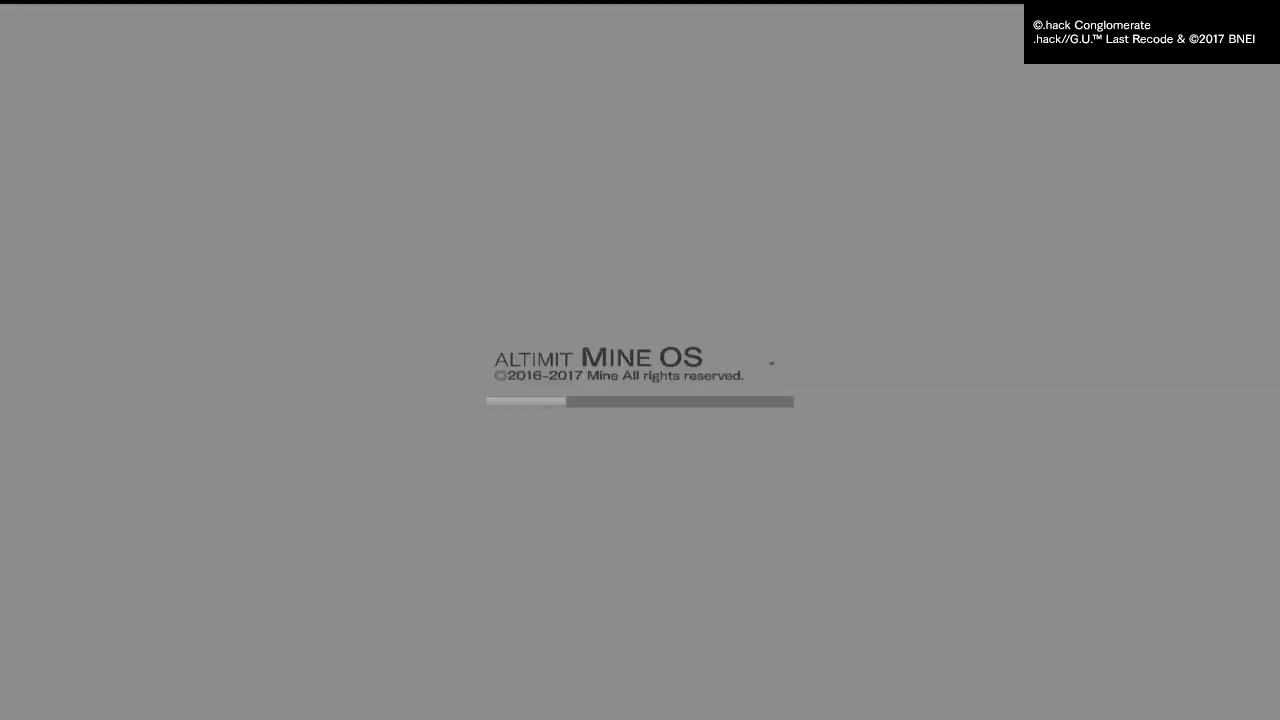 ©.hack Conglomerate
.hack//G.U.™ Last Recode & ©2017 BNEI
ALTIMIT MINE OS
©2016-2017 Mine All rights reserved.